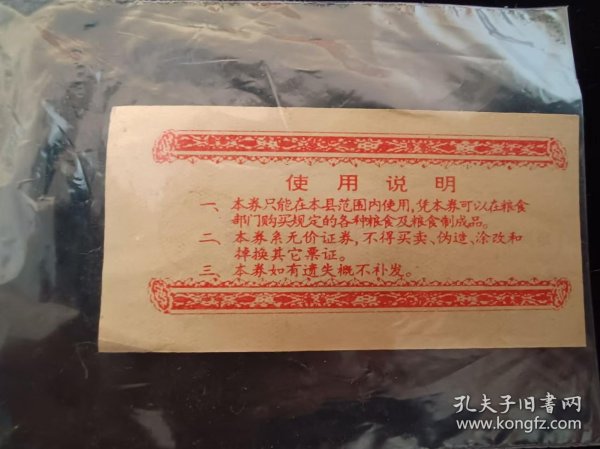 使用说明
一、本券只能在本县范围内使用,凭本券可以在粮食
部门购买规定的各种粮食及粮食制成品。
二、本券系无价证券,不得买卖、伪造、涂改和
掉换其它票证。
三、本券如有遗失概不补发。
孔夫子旧书网
www.kongfz.com